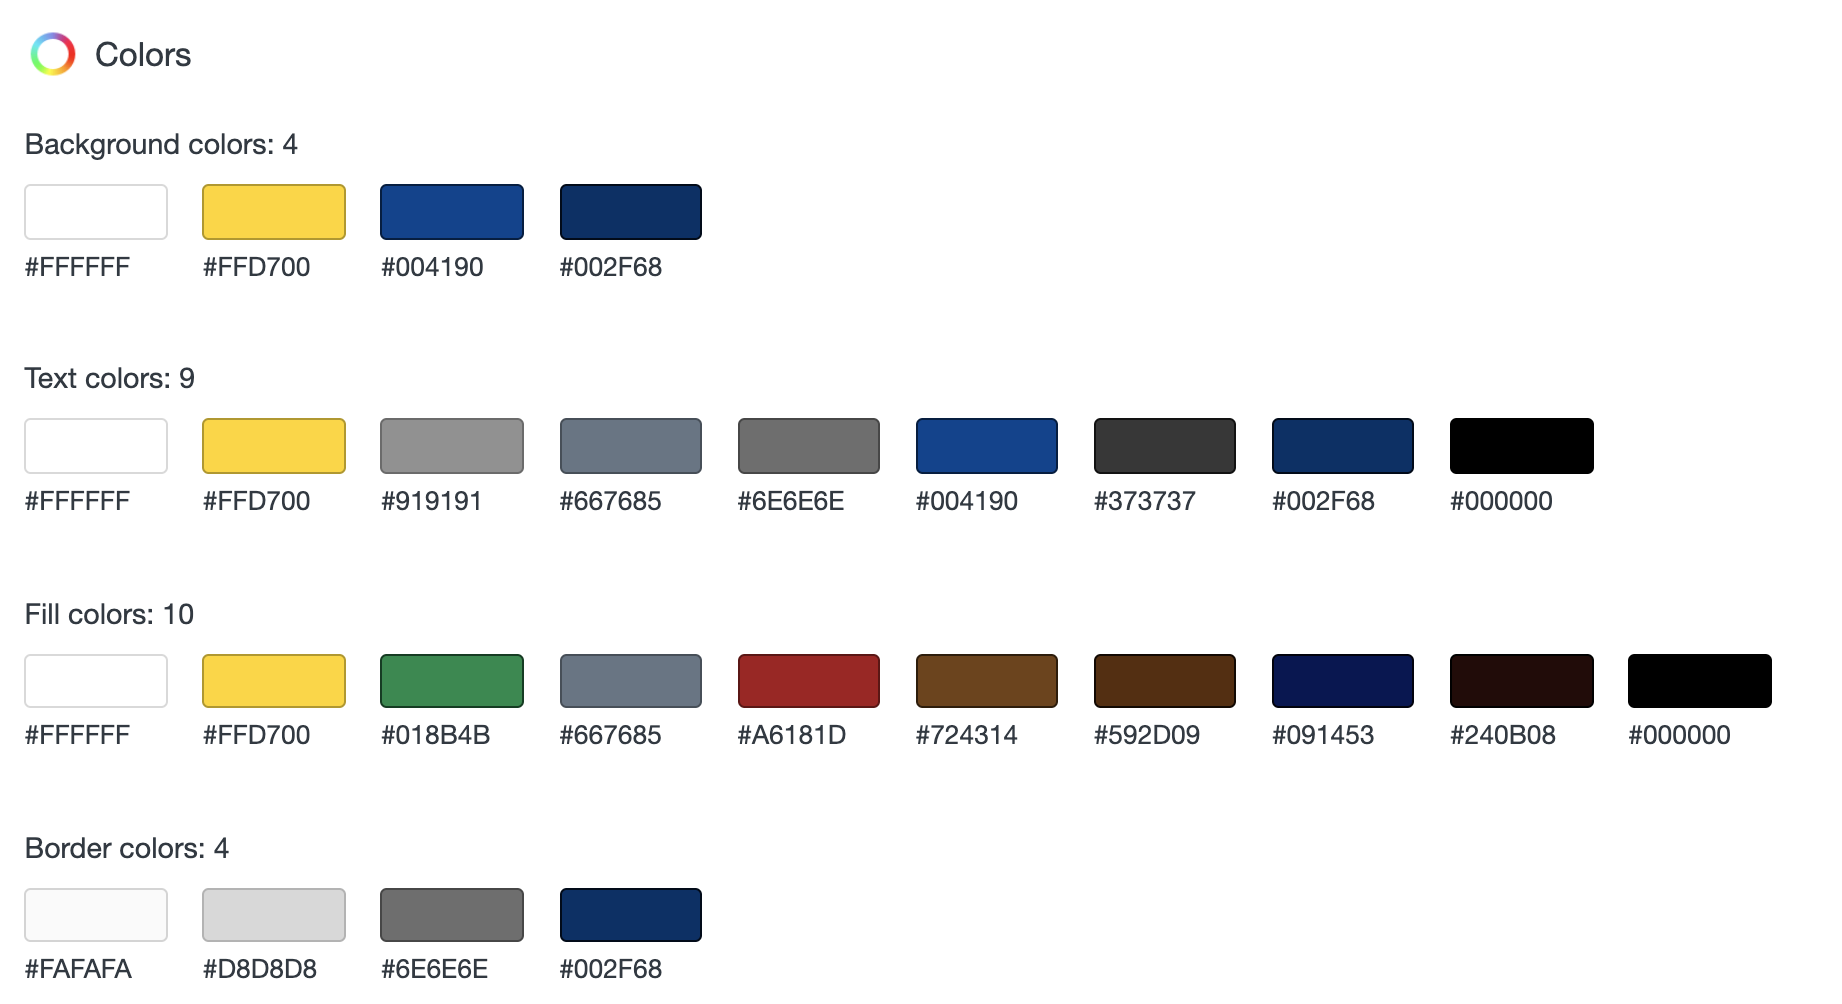 Colors
Background colors: 4
#FFFFFF #FFD700 #004190 #002F68
Text colors: 9
#FFFFFF #FFD700 #919191 #667685 #6E6E6E #004190 #373737 #002F68 #000000
Fill colors: 10
#FFFFFF #FFD700 #018B4B #667685 #A6181D #724314 #592D09 #091453 #240B08 #000000
Border colors: 4
#FAFAFA #D8D8D8 #6E6E6E #002F68